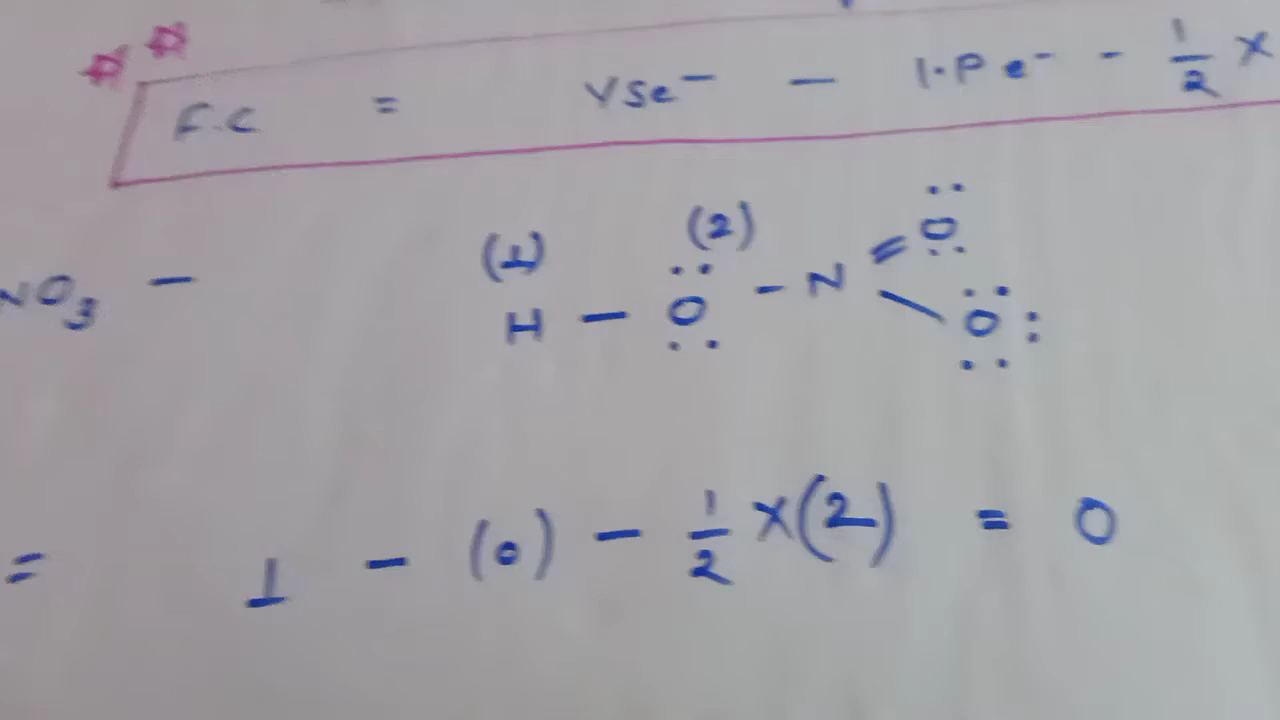 F.C = VSe⁻ - l.P e⁻ - 1/2 ×
NO₃ - (1) H - O (2) - N = O - O
= 1 - (0) - 1/2 × (2) = 0